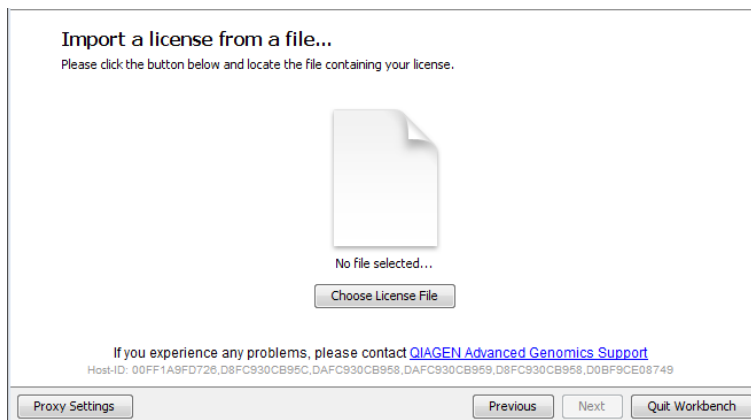 Import a license from a file...
Please click the button below and locate the file containing your license.
No file selected...
Choose License File
If you experience any problems, please contact QIAGEN Advanced Genomics Support
Host-ID: 00FF1A9FD726,D8FC930CB95C,DAFC930CB958,DAFC930CB959,D8FC930CB958,D0BF9CE08749
Proxy Settings
Previous
Next
Quit Workbench